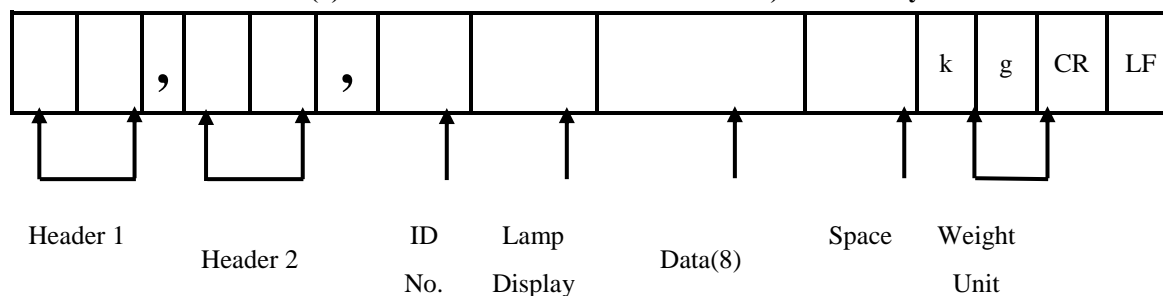 , , k g CR LF
Header 1 Header 2 ID No. Lamp Display Data(8) Space Weight Unit